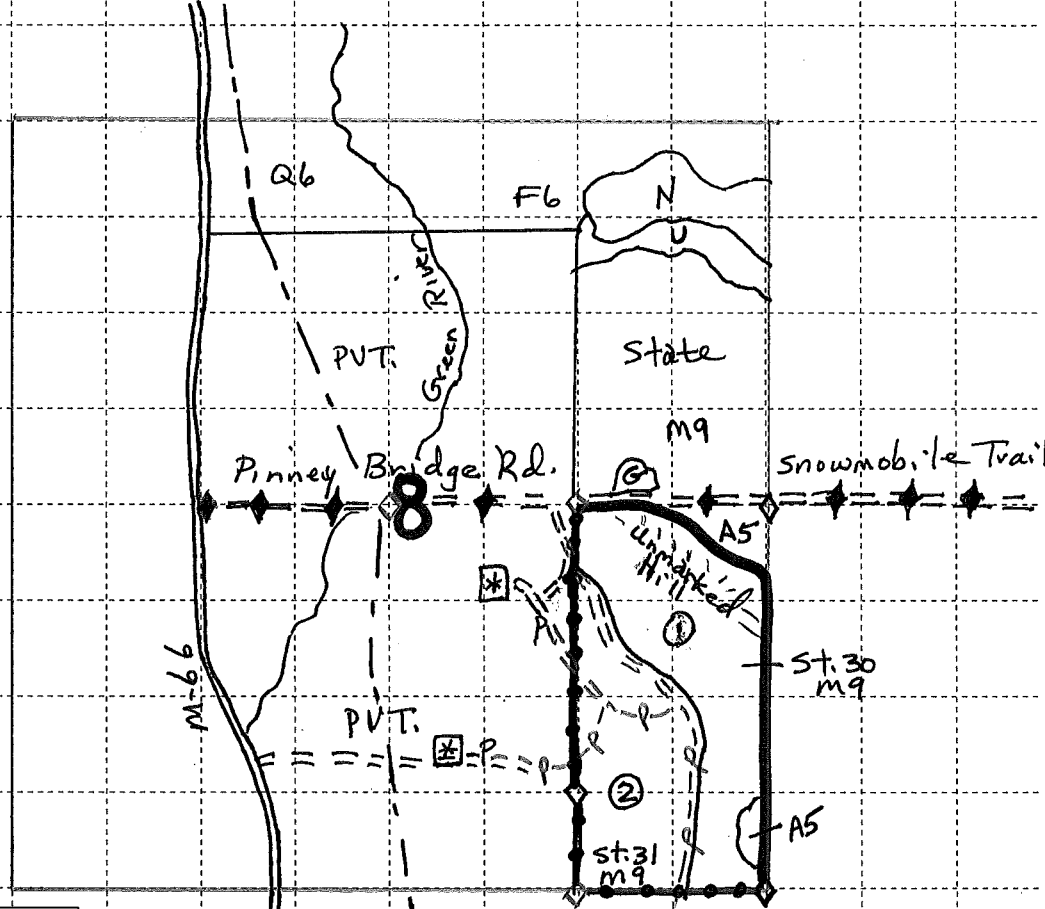 Q6
F6
N
U
Green River
PVT.
State
M9
Pinney Bridge Rd.
G
Snowmobile Trail
8
A5
Unmarked
Hill
*
P
1
M-66
St. 30
M9
PVT.
P
P
*
P
P
P
2
P
A5
St. 31
M9